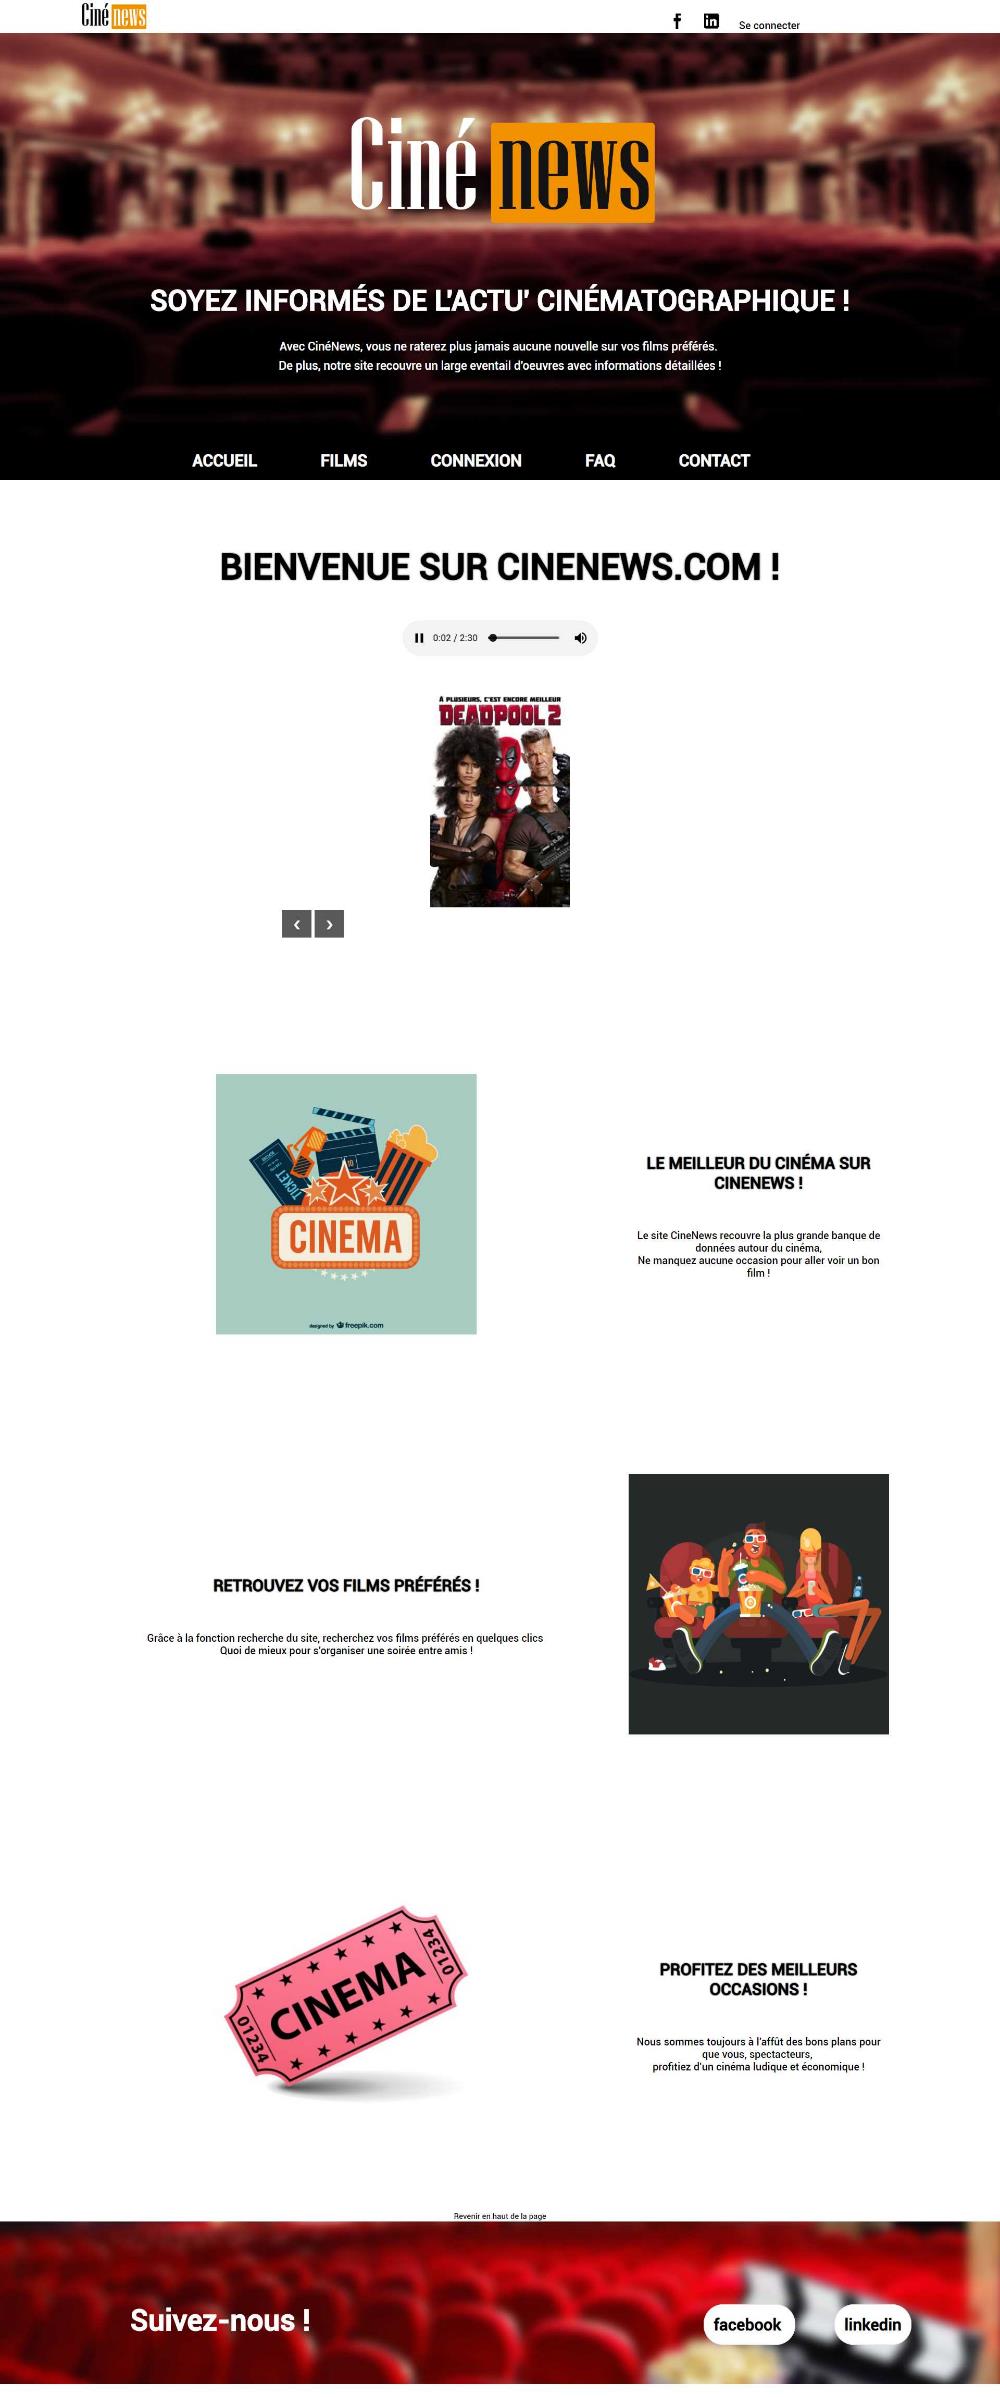 Ciné news
Se connecter
Ciné news
SOYEZ INFORMÉS DE L'ACTU' CINÉMATOGRAPHIQUE !
Avec CinéNews, vous ne raterez plus jamais aucune nouvelle sur vos films préférés.
De plus, notre site recouvre un large eventail d'oeuvres avec informations détaillées !
ACCUEIL FILMS CONNEXION FAQ CONTACT
BIENVENUE SUR CINENEWS.COM !
0:02 / 2:30
À PLUSIEURS, C'EST ENCORE MEILLEUR
DEADPOOL 2
TICKET
CINEMA
designed by freepik.com
LE MEILLEUR DU CINÉMA SUR
CINENEWS !
Le site CineNews recouvre la plus grande banque de
données autour du cinéma,
Ne manquez aucune occasion pour aller voir un bon
film !
RETROUVEZ VOS FILMS PRÉFÉRÉS !
Grâce à la fonction recherche du site, recherchez vos films préférés en quelques clics
Quoi de mieux pour s'organiser une soirée entre amis !
01234
CINEMA
01234
PROFITEZ DES MEILLEURS
OCCASIONS !
Nous sommes toujours à l'affût des bons plans pour
que vous, spectacteurs,
profitiez d'un cinéma ludique et économique !
Revenir en haut de la page
Suivez-nous !
facebook linkedin